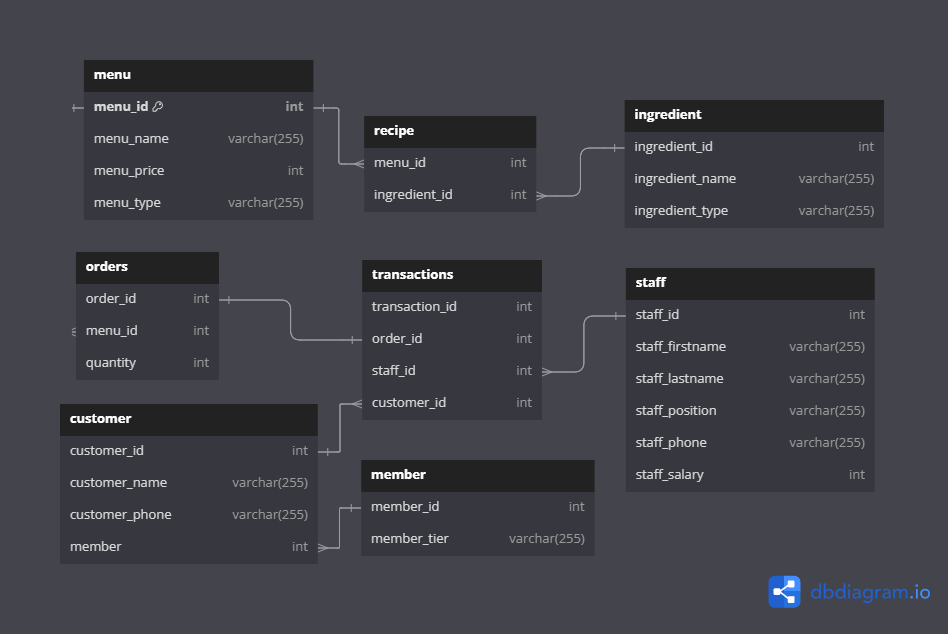 menu
menu_id int
menu_name varchar(255)
menu_price int
menu_type varchar(255)
recipe
menu_id int
ingredient_id int
ingredient
ingredient_id int
ingredient_name varchar(255)
ingredient_type varchar(255)
orders
order_id int
menu_id int
quantity int
transactions
transaction_id int
order_id int
staff_id int
customer_id int
staff
staff_id int
staff_firstname varchar(255)
staff_lastname varchar(255)
staff_position varchar(255)
staff_phone varchar(255)
staff_salary int
customer
customer_id int
customer_name varchar(255)
customer_phone varchar(255)
member int
member
member_id int
member_tier varchar(255)
dbdiagram.io